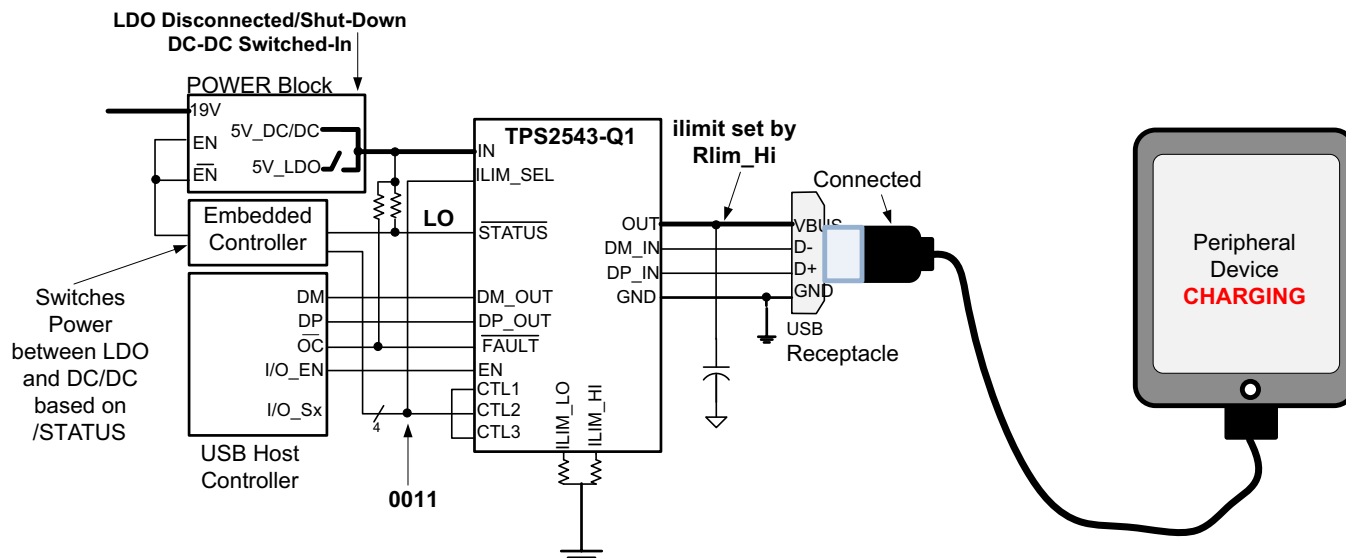 LDO Disconnected/Shut-Down
DC-DC Switched-In
POWER Block
19V
EN
EN
5V_DC/DC
5V_LDO
Embedded
Controller
Switches
Power
between LDO
and DC/DC
based on
/STATUS
DM
DP
OC
I/O_EN
I/O_Sx
USB Host
Controller
LO
4
0011
TPS2543-Q1
IN
ILIM_SEL
STATUS
DM_OUT
DP_OUT
FAULT
EN
CTL1
CTL2
CTL3
ILIM_LO
ILIM_HI
OUT
DM_IN
DP_IN
GND
ilimit set by
Rlim_Hi
Connected
VBUS
D-
D+
GND
USB
Receptacle
Peripheral
Device
CHARGING